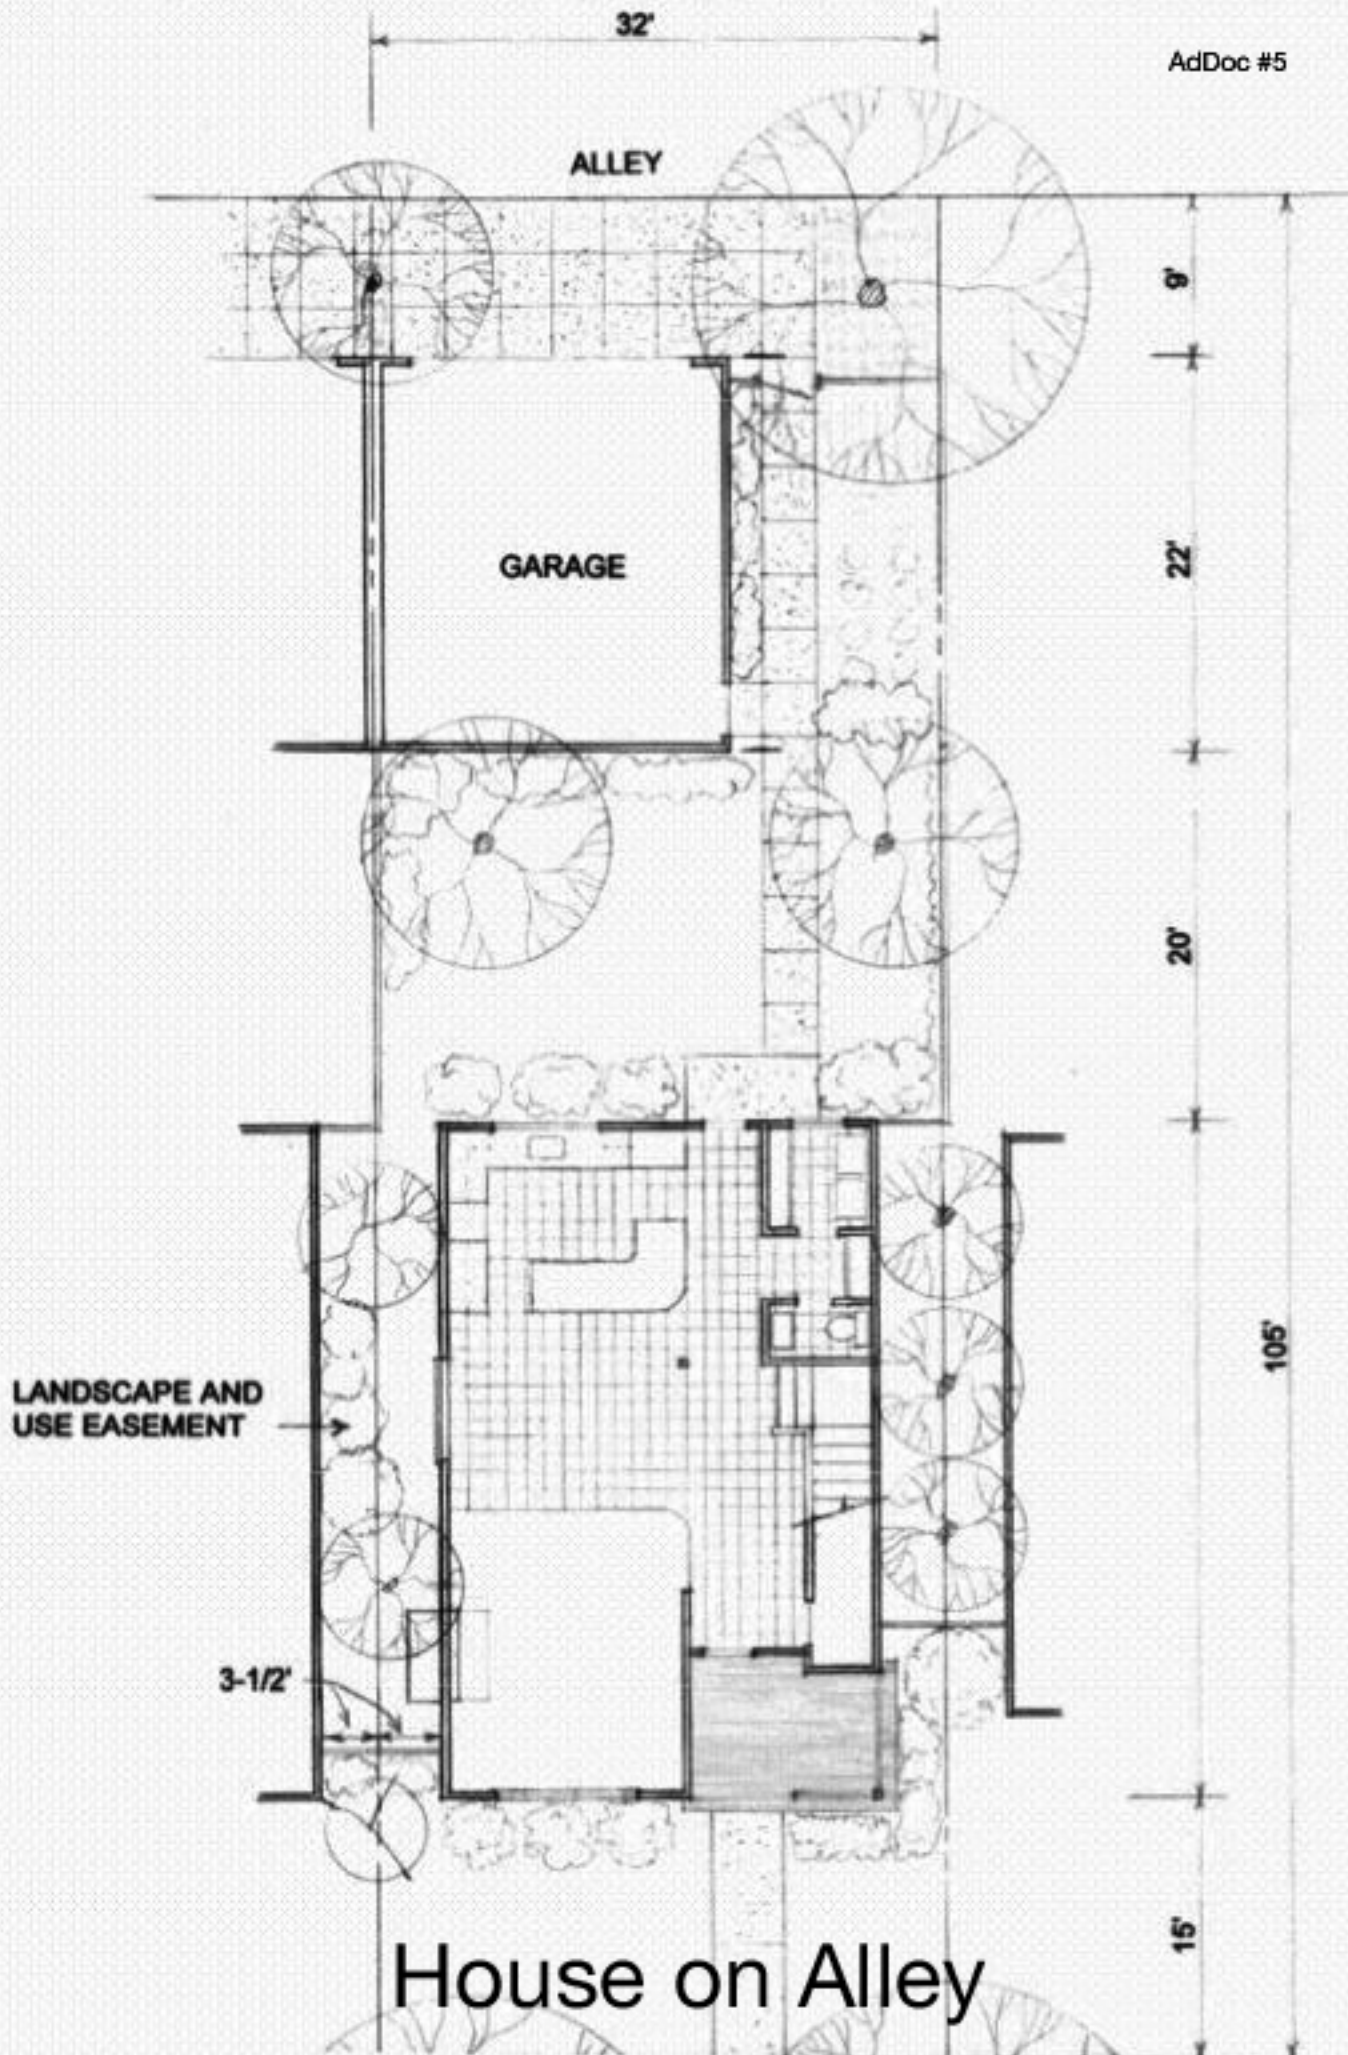 32'
AdDoc #5
ALLEY
9'
GARAGE
22'
20'
LANDSCAPE AND
USE EASEMENT
105'
3-1/2'
15'
House on Alley